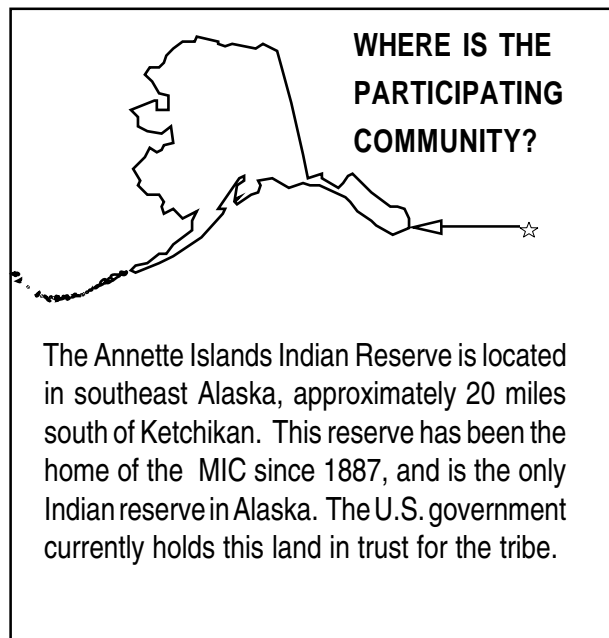 WHERE IS THE
PARTICIPATING
COMMUNITY?
The Annette Islands Indian Reserve is located
in southeast Alaska, approximately 20 miles
south of Ketchikan. This reserve has been the
home of the MIC since 1887, and is the only
Indian reserve in Alaska. The U.S. government
currently holds this land in trust for the tribe.